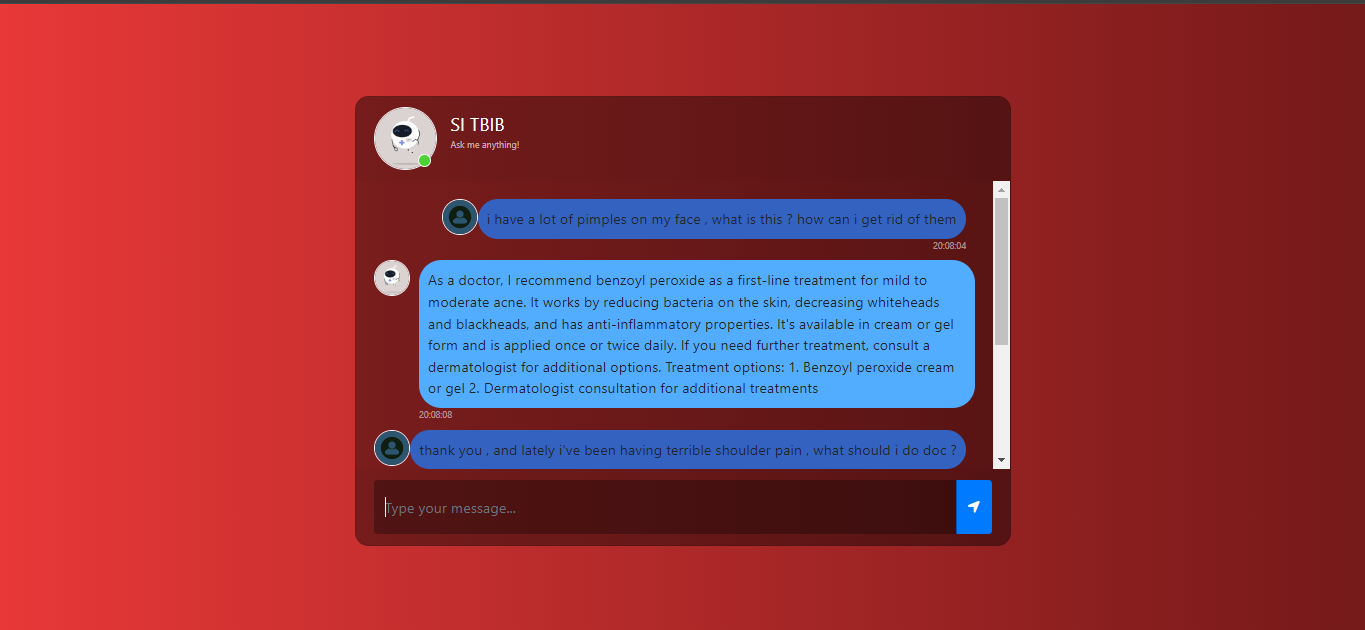 SI TBIB
Ask me anything!
i have a lot of pimples on my face , what is this ? how can i get rid of them
20:08:04
As a doctor, I recommend benzoyl peroxide as a first-line treatment for mild to
moderate acne. It works by reducing bacteria on the skin, decreasing whiteheads
and blackheads, and has anti-inflammatory properties. It's available in cream or gel
form and is applied once or twice daily. If you need further treatment, consult a
dermatologist for additional options. Treatment options: 1. Benzoyl peroxide cream
or gel 2. Dermatologist consultation for additional treatments
20:08:08
thank you , and lately i've been having terrible shoulder pain , what should i do doc ?
Type your message...